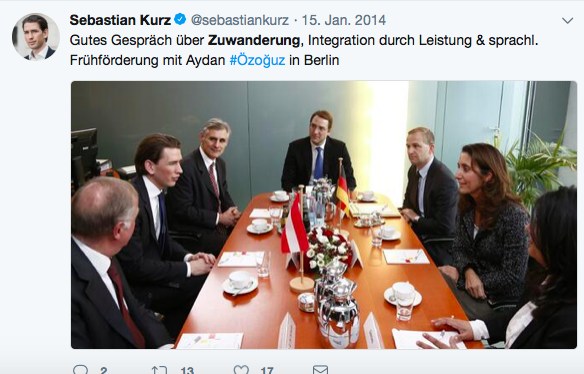 Sebastian Kurz @sebastiankurz · 15. Jan. 2014
Gutes Gespräch über Zuwanderung, Integration durch Leistung & sprachl.
Frühförderung mit Aydan #Özoğuz in Berlin
2 13 17